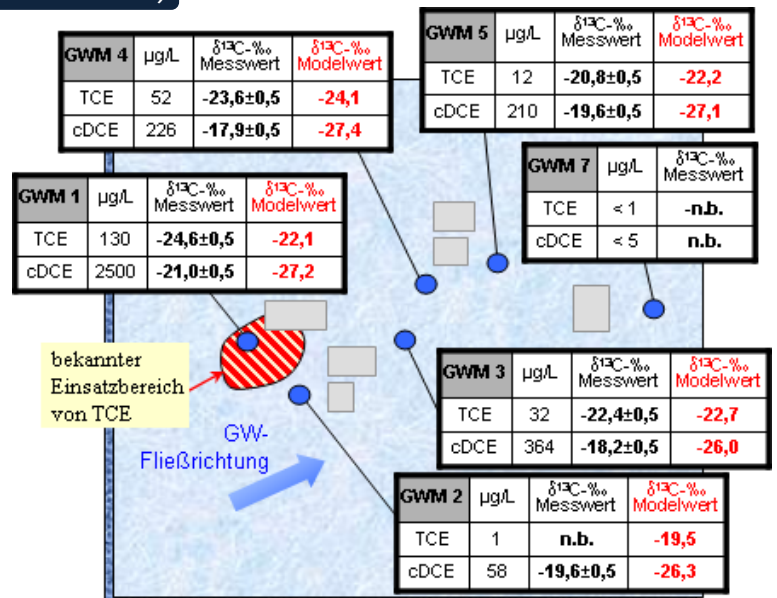 GWM 4 µg/L δ¹³C-‰ Messwert δ¹³C-‰ Modelwert
TCE 52 -23,6±0,5 -24,1
cDCE 226 -17,9±0,5 -27,4
GWM 5 µg/L δ¹³C-‰ Messwert δ¹³C-‰ Modelwert
TCE 12 -20,8±0,5 -22,2
cDCE 210 -19,6±0,5 -27,1
GWM 7 µg/L δ¹³C-‰ Messwert
TCE < 1 -n.b.
cDCE < 5 n.b.
GWM 1 µg/L δ¹³C-‰ Messwert δ¹³C-‰ Modelwert
TCE 130 -24,6±0,5 -22,1
cDCE 2500 -21,0±0,5 -27,2
bekannter
Einsatzbereich
von TCE
GW-
Fließrichtung
GWM 3 µg/L δ¹³C-‰ Messwert δ¹³C-‰ Modelwert
TCE 32 -22,4±0,5 -22,7
cDCE 364 -18,2±0,5 -26,0
GWM 2 µg/L δ¹³C-‰ Messwert δ¹³C-‰ Modelwert
TCE 1 n.b. -19,5
cDCE 58 -19,6±0,5 -26,3